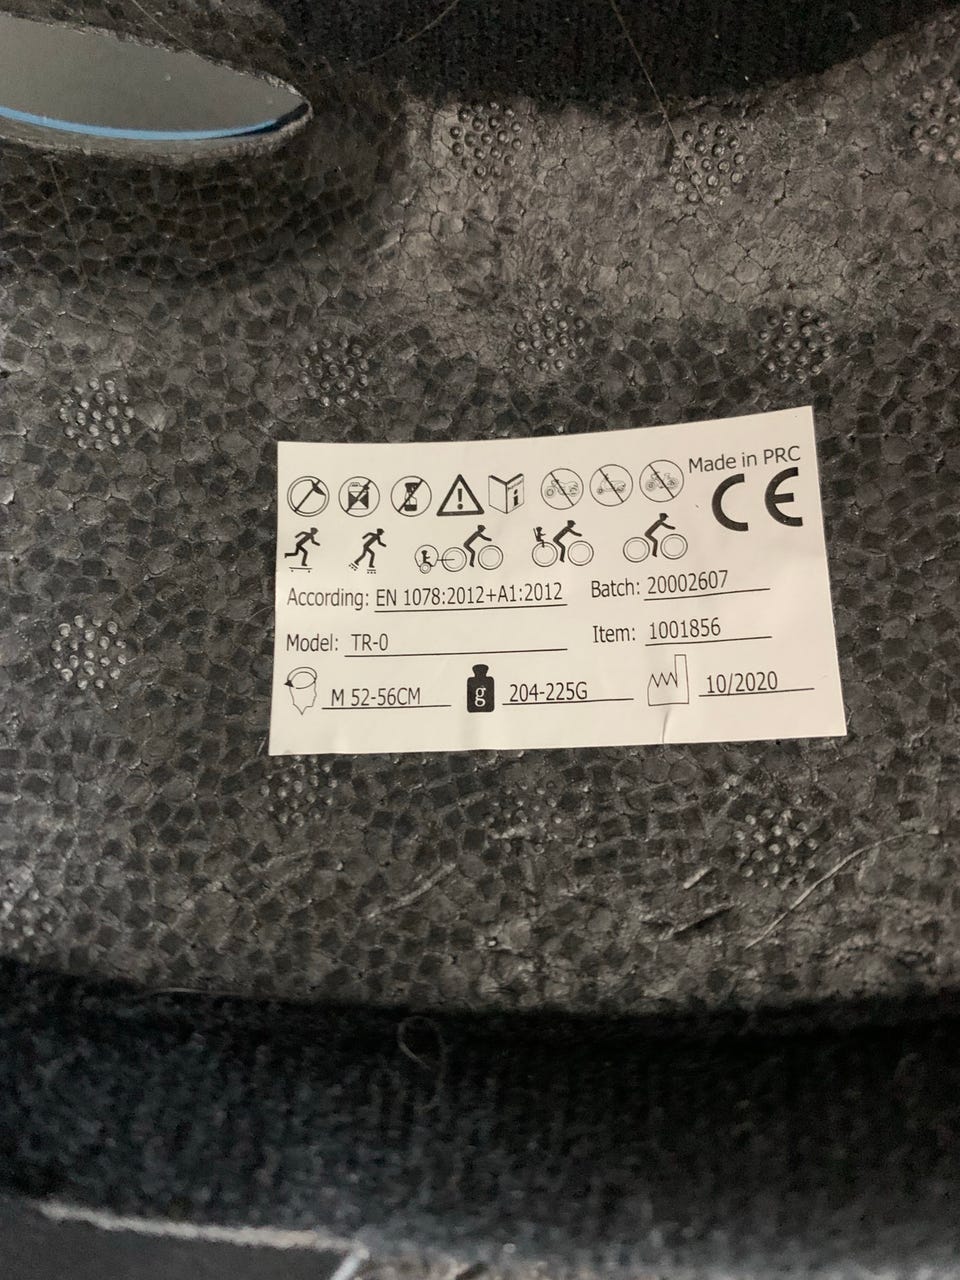 Made in PRC
CE
According: EN 1078:2012+A1:2012 Batch: 20002607
Model: TR-0 Item: 1001856
M 52-56CM g 204-225G 10/2020